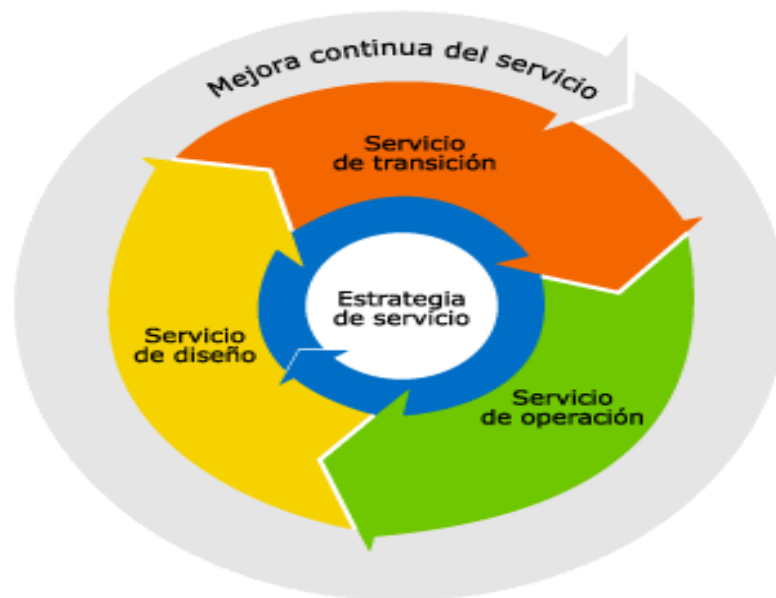 Mejora continua del servicio
Servicio
de transición
Estrategia
de servicio
Servicio
de diseño
Servicio
de operación